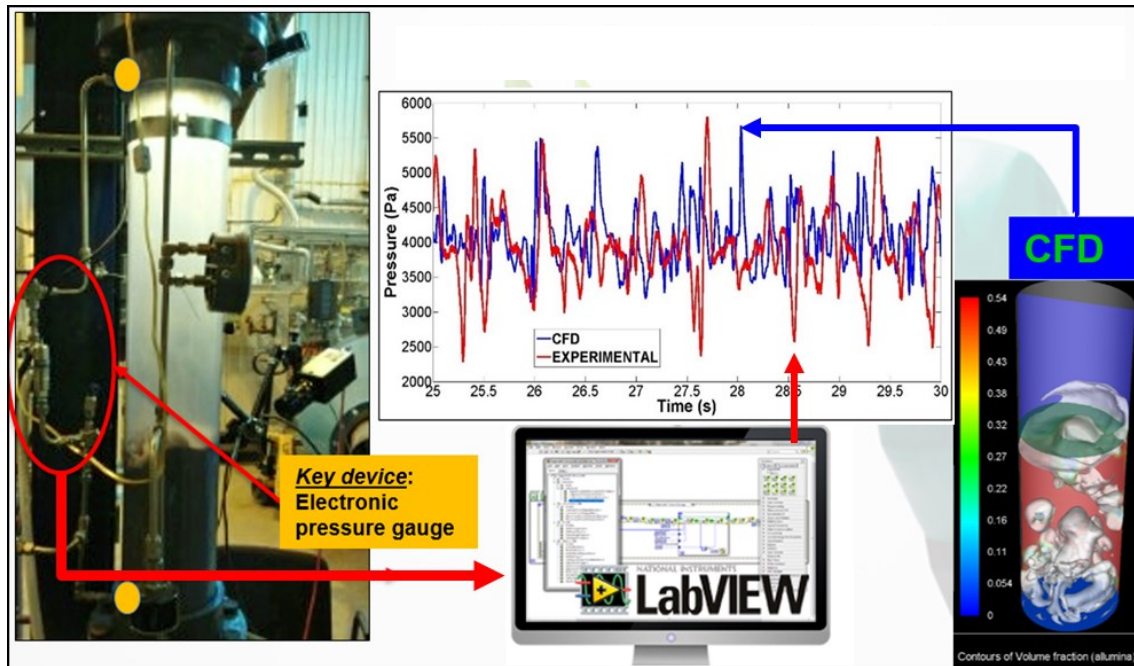 6000
5500
5000
4500
4000
3500
3000
2500
2000
Pressure (Pa)
CFD
EXPERIMENTAL
25 25.5 26 26.5 27 27.5 28 28.5 29 29.5 30
Time (s)
CFD
0.54
0.49
0.43
0.38
0.32
0.27
0.22
0.16
0.11
0.054
0
Contours of Volume fraction (allumina)
Key device:
Electronic
pressure gauge
NATIONAL INSTRUMENTS
LabVIEW